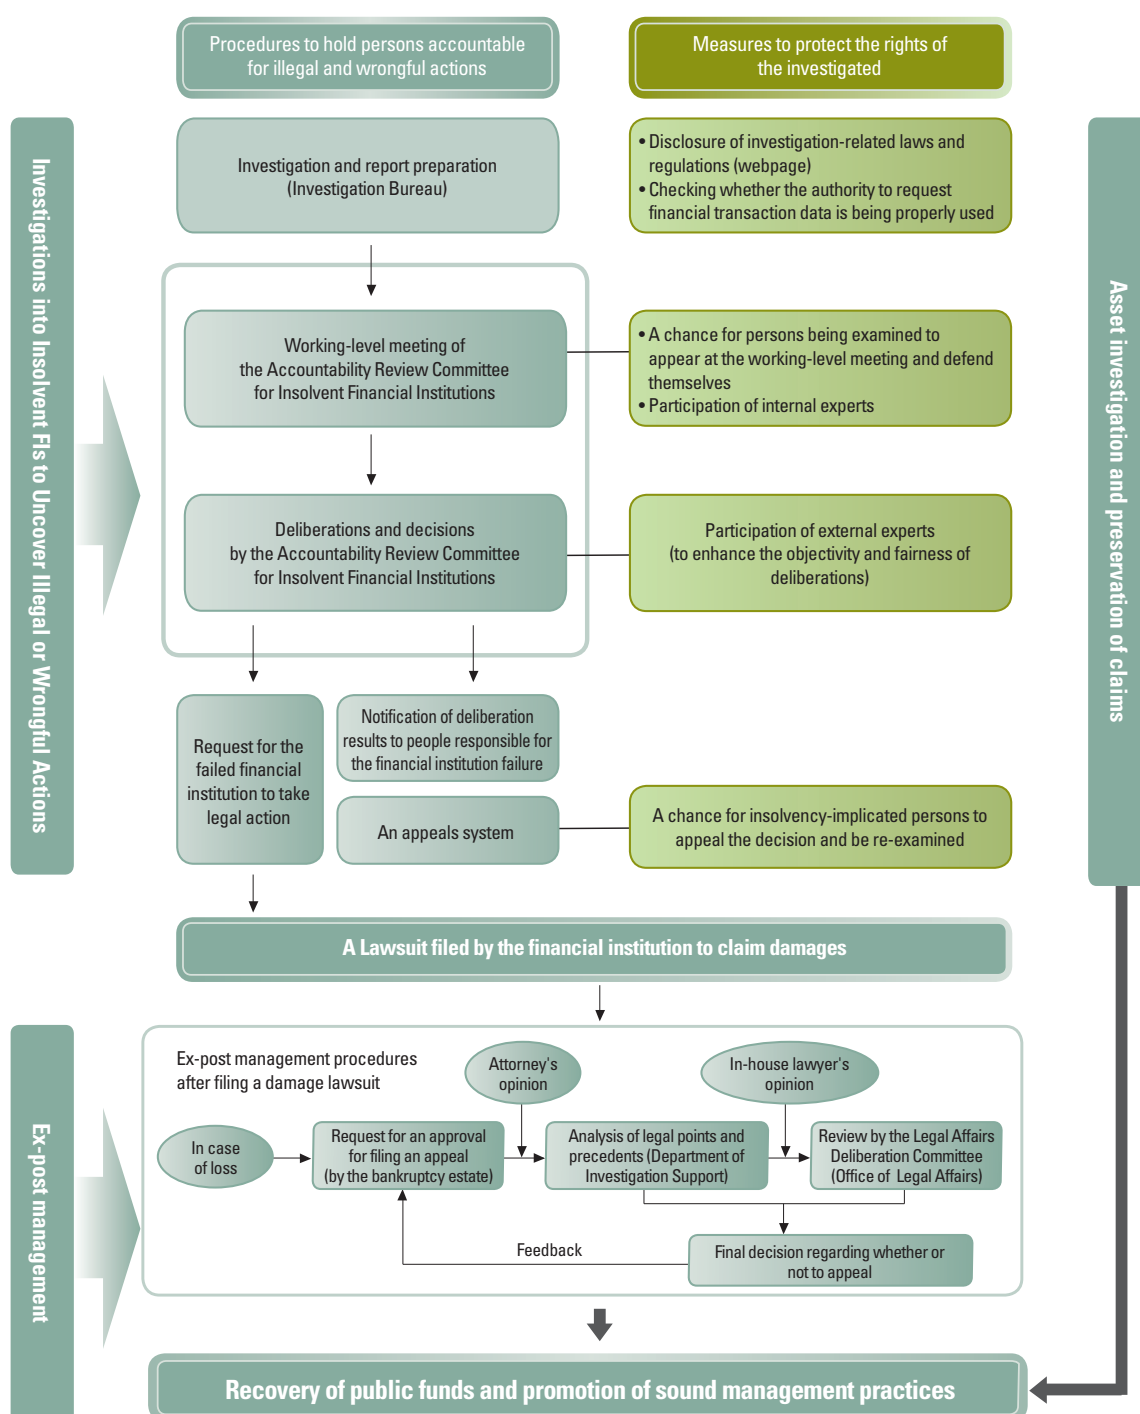 Procedures to hold persons accountable
for illegal and wrongful actions
Measures to protect the rights of
the investigated
Investigations into Insolvent FIs to Uncover Illegal or Wrongful Actions
Investigation and report preparation
(Investigation Bureau)
• Disclosure of investigation-related laws and
regulations (webpage)
• Checking whether the authority to request
financial transaction data is being properly used
Asset investigation and preservation of claims
Working-level meeting of
the Accountability Review Committee
for Insolvent Financial Institutions
• A chance for persons being examined to
appear at the working-level meeting and defend
themselves
• Participation of internal experts
Deliberations and decisions
by the Accountability Review Committee
for Insolvent Financial Institutions
Participation of external experts
(to enhance the objectivity and fairness of
deliberations)
Request for the
failed financial
institution to take
legal action
Notification of deliberation
results to people responsible for
the financial institution failure
An appeals system
A chance for insolvency-implicated persons to
appeal the decision and be re-examined
A Lawsuit filed by the financial institution to claim damages
Ex-post management
Ex-post management procedures
after filing a damage lawsuit
Attorney's
opinion
In-house lawyer's
opinion
In case
of loss
Request for an approval
for filing an appeal
(by the bankruptcy estate)
Analysis of legal points and
precedents (Department of
Investigation Support)
Review by the Legal Affairs
Deliberation Committee
(Office of Legal Affairs)
Feedback
Final decision regarding whether or
not to appeal
Recovery of public funds and promotion of sound management practices